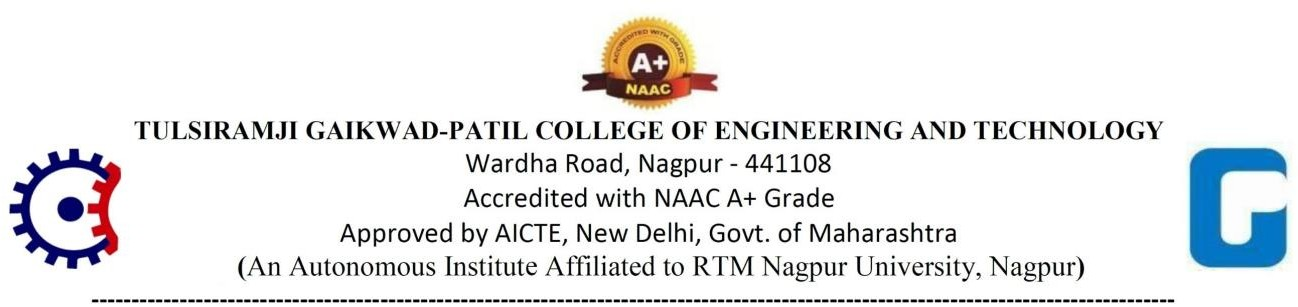 ACCREDITED WITH GRADE
A+
NAAC
TULSIRAMJI GAIKWAD-PATIL COLLEGE OF ENGINEERING AND TECHNOLOGY
Wardha Road, Nagpur - 441108
Accredited with NAAC A+ Grade
Approved by AICTE, New Delhi, Govt. of Maharashtra
(An Autonomous Institute Affiliated to RTM Nagpur University, Nagpur)